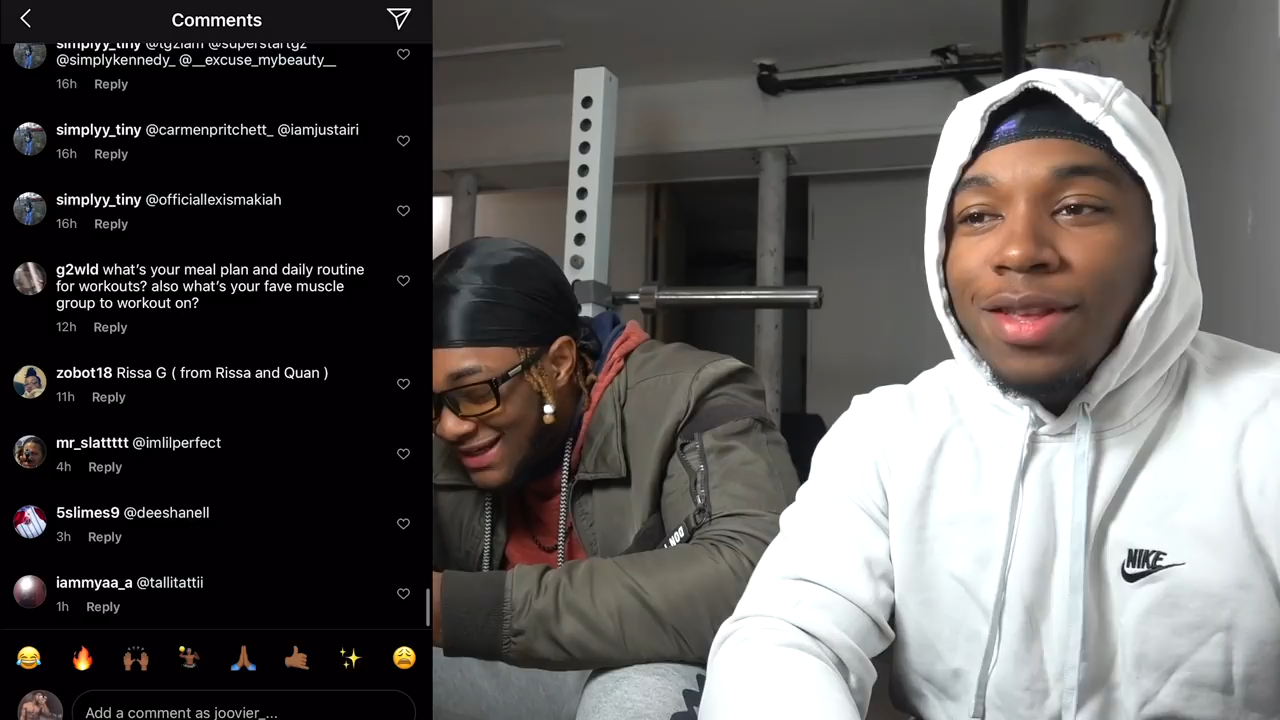 Comments
simplyy_tiny @tgziam @superstartgz
@simplykennedy_ @__excuse_mybeauty__
16h Reply
simplyy_tiny @carmenpritchett_ @iamjustairi
16h Reply
simplyy_tiny @officiallexismakiah
16h Reply
g2wld what's your meal plan and daily routine
for workouts? also what's your fave muscle
group to workout on?
12h Reply
zobot18 Rissa G ( from Rissa and Quan )
11h Reply
mr_slattttt @imlilperfect
4h Reply
5slimes9 @deeshanell
3h Reply
iammyaa_a @tallitattii
1h Reply
Add a comment as joovier_...
NIKE